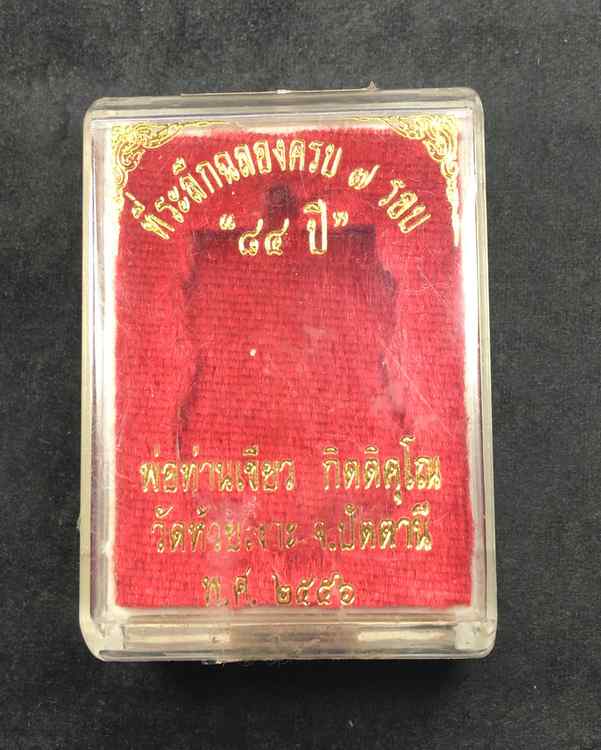 ที่ระลึกฉลองครบ ๗ รอบ
“๘๔ ปี”
พ่อท่านเขียว กิตติคุโณ
วัดห้วยเงาะ จ.ปัตตานี
พ.ศ. ๒๕๕๖